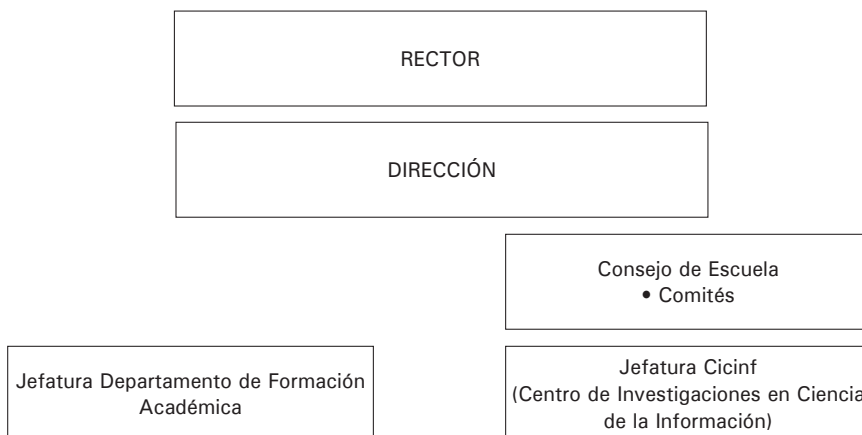 RECTOR
DIRECCIÓN
Consejo de Escuela
• Comités
Jefatura Departamento de Formación
Académica
Jefatura Cicinf
(Centro de Investigaciones en Ciencia
de la Información)